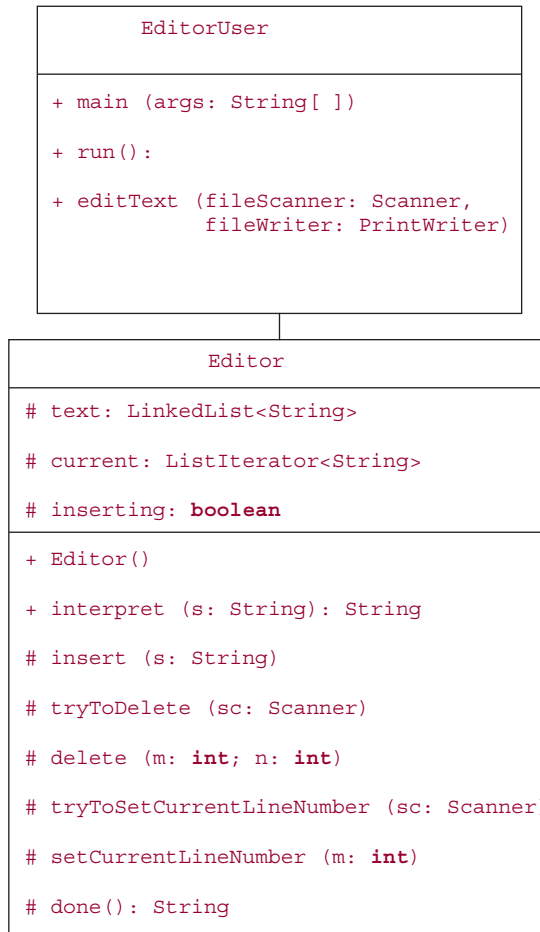 EditorUser
+ main (args: String[ ])
+ run():
+ editText (fileScanner: Scanner,
fileWriter: PrintWriter)
Editor
# text: LinkedList<String>
# current: ListIterator<String>
# inserting: boolean
+ Editor()
+ interpret (s: String): String
# insert (s: String)
# tryToDelete (sc: Scanner)
# delete (m: int; n: int)
# tryToSetCurrentLineNumber (sc: Scanner)
# setCurrentLineNumber (m: int)
# done(): String